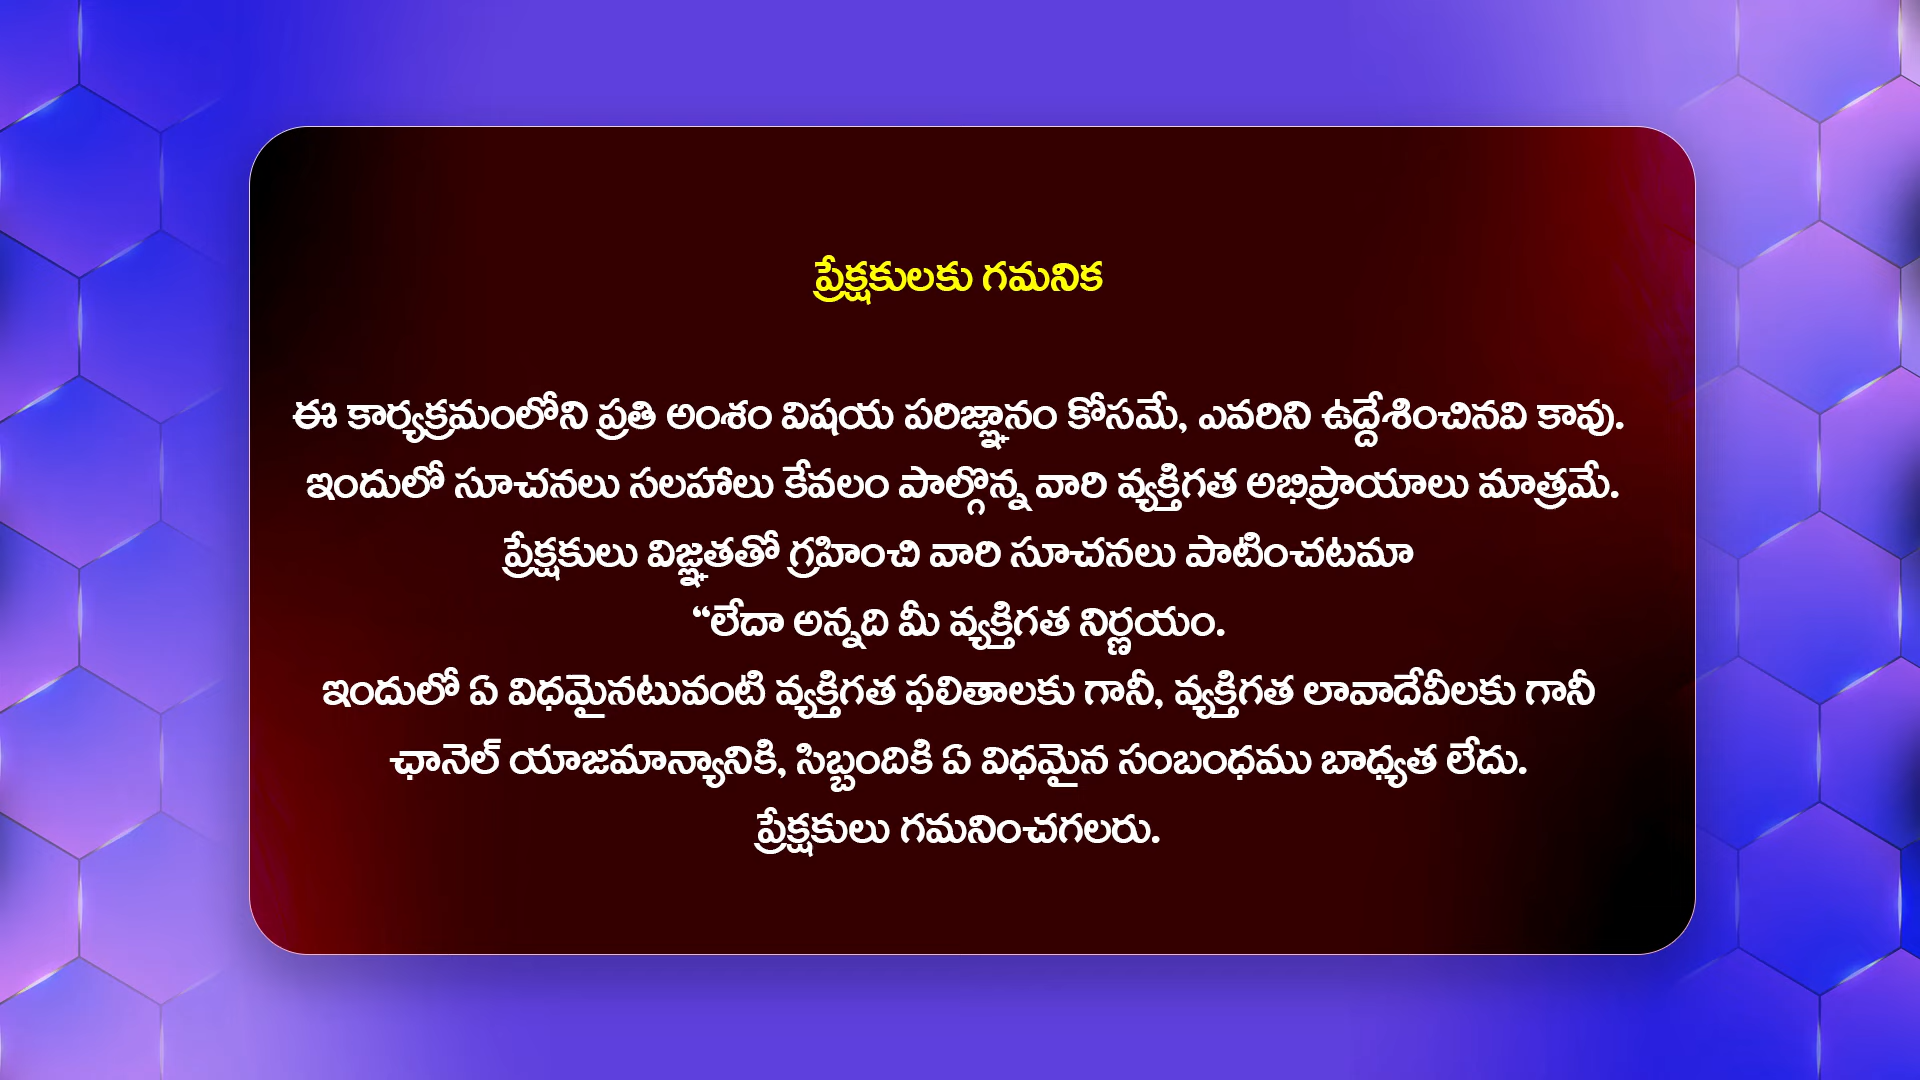 ప్రేక్షకులకు గమనిక
ఈ కార్యక్రమంలోని ప్రతి అంశం విషయ పరిజ్ఞానం కోసమే, ఎవరిని ఉద్దేశించినవి కావు.
ఇందులో సూచనలు సలహాలు కేవలం పాల్గొన్న వారి వ్యక్తిగత అభిప్రాయాలు మాత్రమే.
ప్రేక్షకులు విజ్ఞతతో గ్రహించి వారి సూచనలు పాటించటమా
“లేదా అన్నది మీ వ్యక్తిగత నిర్ణయం.
ఇందులో ఏ విధమైనటువంటి వ్యక్తిగత ఫలితాలకు గానీ, వ్యక్తిగత లావాదేవీలకు గానీ
ఛానెల్ యాజమాన్యానికి, సిబ్బందికి ఏ విధమైన సంబంధము బాధ్యత లేదు.
ప్రేక్షకులు గమనించగలరు.